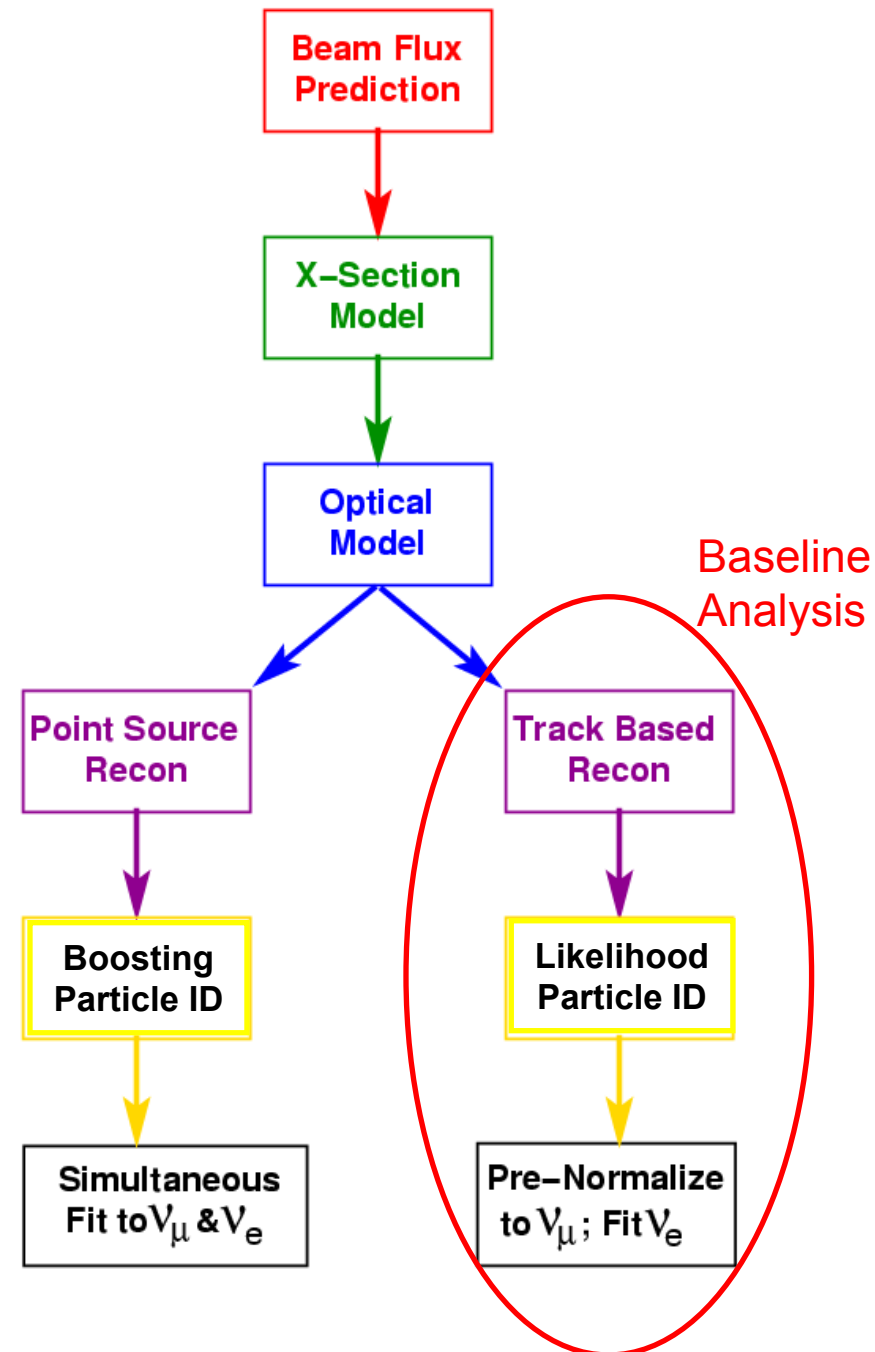 Beam Flux
Prediction
X-Section
Model
Optical
Model
Baseline
Analysis
Point Source
Recon
Track Based
Recon
Boosting
Particle ID
Likelihood
Particle ID
Simultaneous
Fit to νμ & νe
Pre-Normalize
to νμ; Fit νe